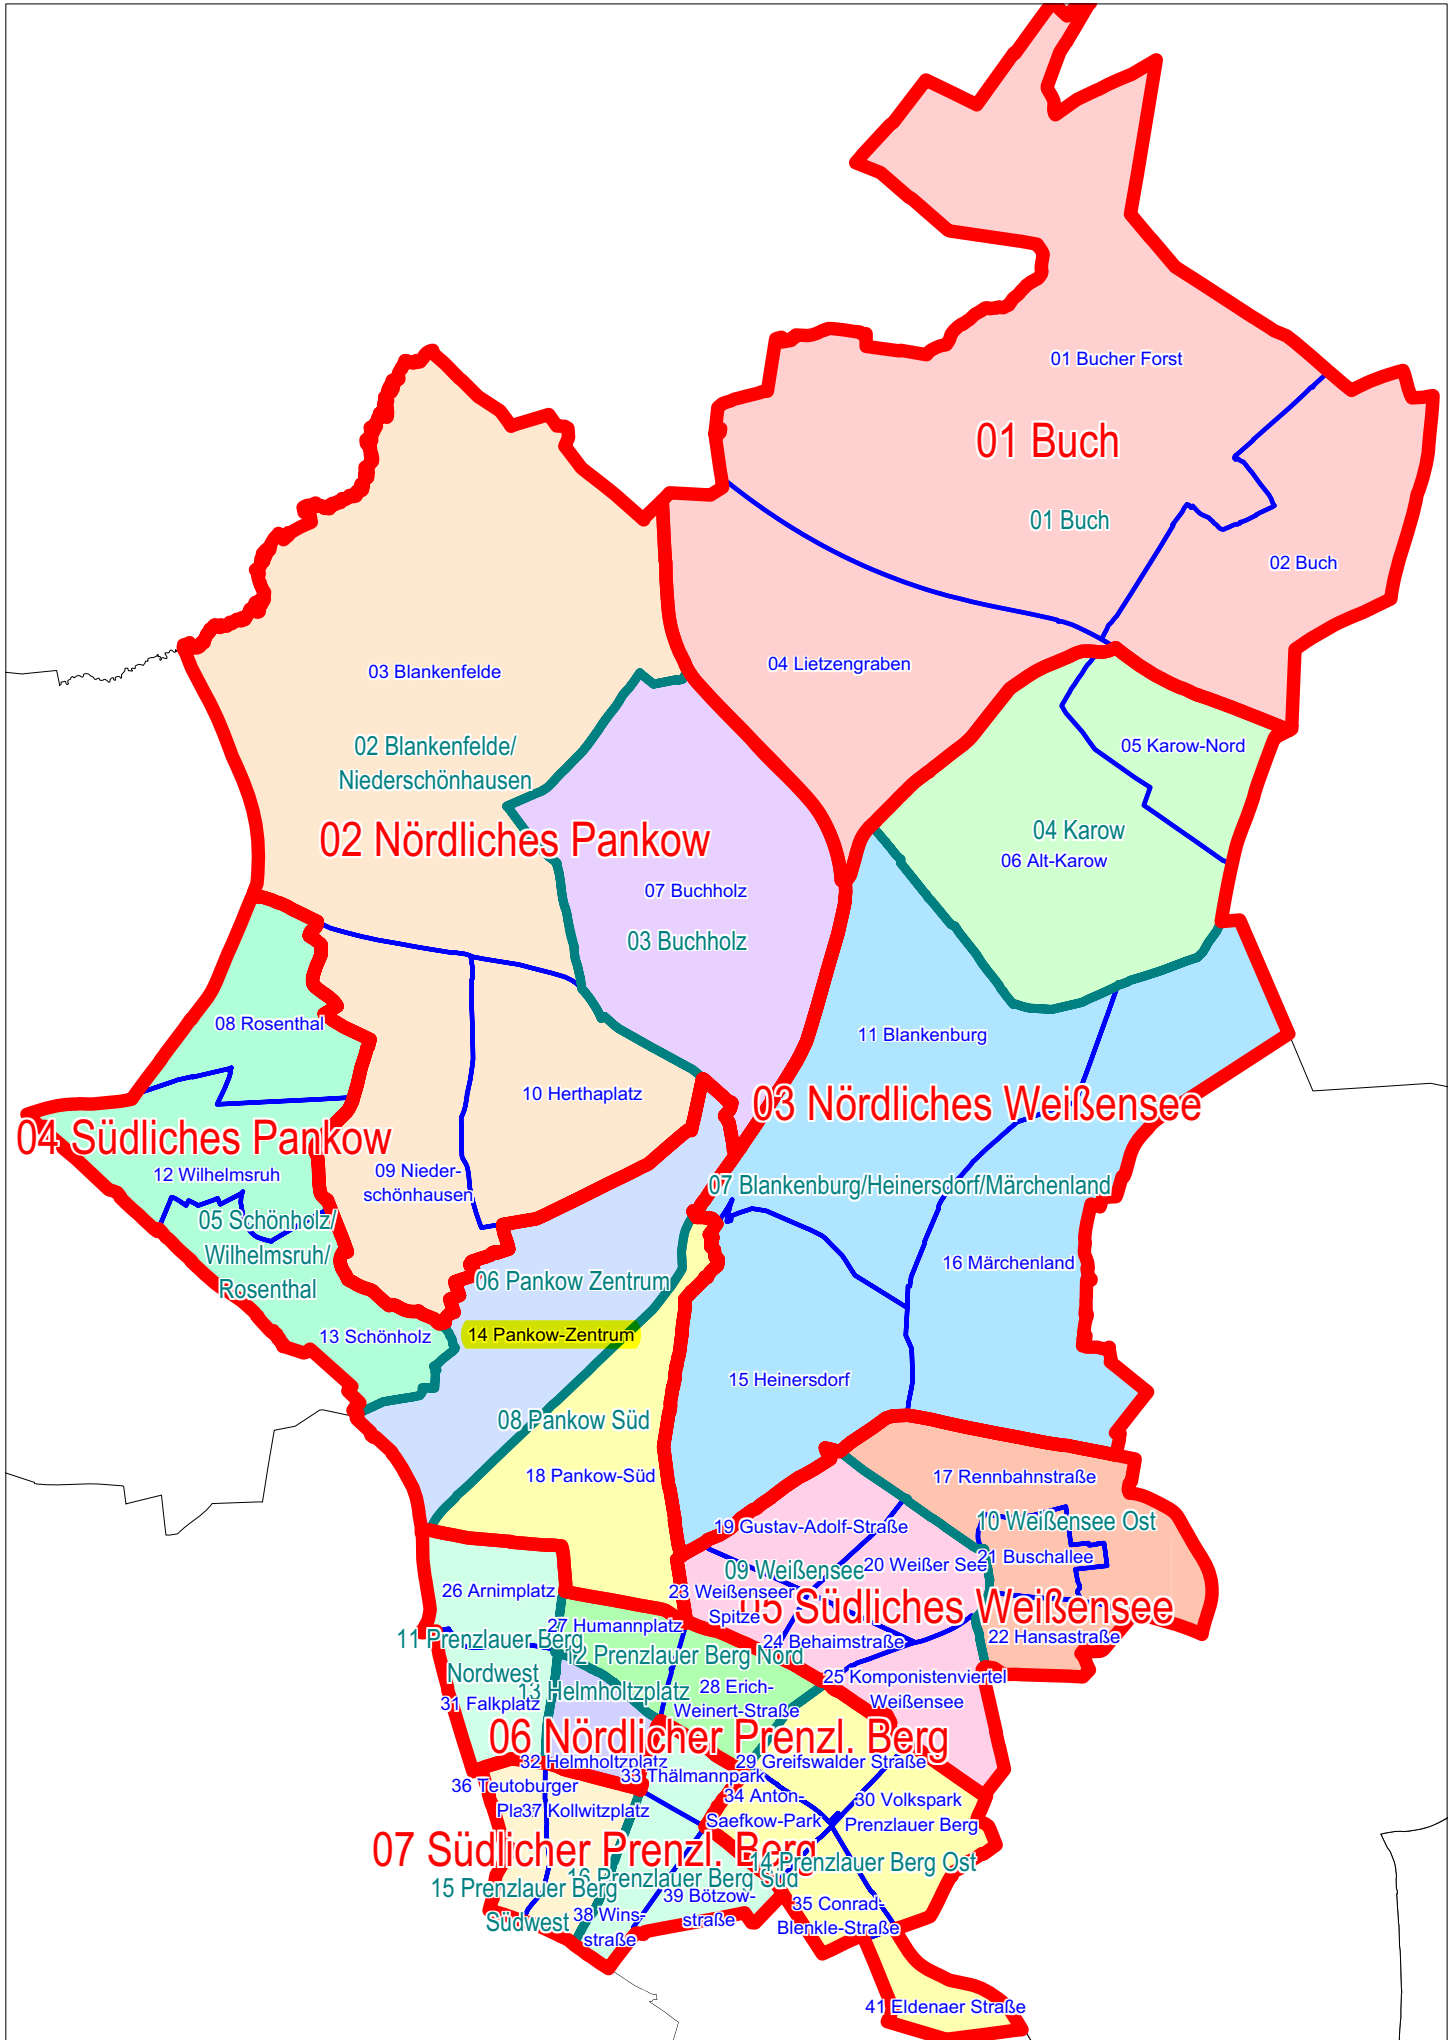 01 Bucher Forst
01 Buch
01 Buch
02 Buch
04 Lietzengraben
03 Blankenfelde
02 Blankenfelde/
Niederschönhausen
05 Karow-Nord
02 Nördliches Pankow
04 Karow
06 Alt-Karow
07 Buchholz
03 Buchholz
08 Rosenthal
11 Blankenburg
10 Herthaplatz
03 Nördliches Weißensee
04 Südliches Pankow
12 Wilhelmsruh
09 Nieder-
schönhausen
07 Blankenburg/Heinersdorf/Märchenland
05 Schönholz/
Wilhelmsruh/
Rosenthal
16 Märchenland
06 Pankow Zentrum
13 Schönholz
14 Pankow-Zentrum
15 Heinersdorf
08 Pankow Süd
18 Pankow-Süd
17 Rennbahnstraße
19 Gustav-Adolf-Straße
10 Weißensee Ost
20 Weißer See
21 Buschallee
09 Weißensee
26 Arnimplatz
23 Weißenseer
Spitze
05 Südliches Weißensee
27 Humannplatz
24 Behaimstraße
22 Hansastraße
11 Prenzlauer Berg
Nordwest
12 Prenzlauer Berg Nord
25 Komponistenviertel
Weißensee
13 Helmholtzplatz
28 Erich-
Weinert-Straße
31 Falkplatz
06 Nördlicher Prenzl. Berg
32 Helmholtzplatz
29 Greifswalder Straße
33 Thälmannpark
36 Teutoburger
Pla
37 Kollwitzplatz
34 Anton-
Saefkow-Park
30 Volkspark
Prenzlauer Berg
07 Südlicher Prenzl. Berg
14 Prenzlauer Berg Ost
16 Prenzlauer Berg Süd
15 Prenzlauer Berg
Südwest
39 Bötzow-
straße
38 Wins-
straße
35 Conrad-
Blenkle-Straße
41 Eldenaer Straße